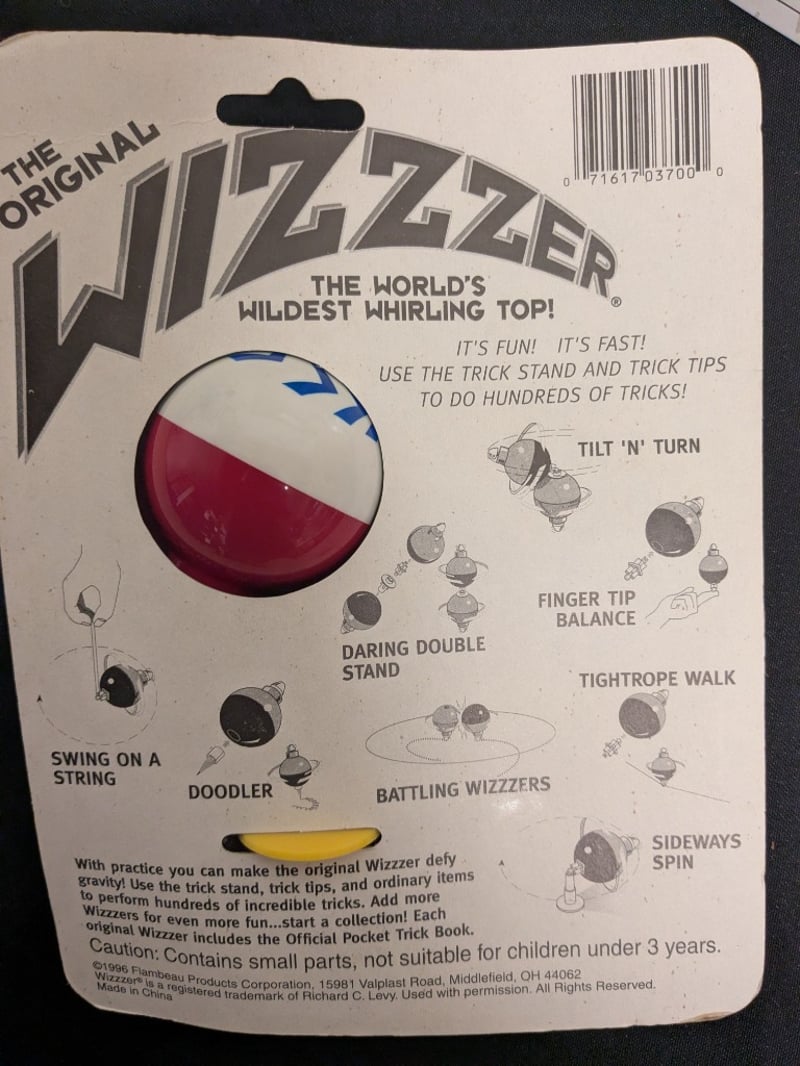 THE
ORIGINAL
WIZZZER®
0 71617 03700 0
THE WORLD'S
WILDEST WHIRLING TOP!
IT'S FUN! IT'S FAST!
USE THE TRICK STAND AND TRICK TIPS
TO DO HUNDREDS OF TRICKS!
TILT 'N' TURN
FINGER TIP
BALANCE
DARING DOUBLE
STAND
TIGHTROPE WALK
SWING ON A
STRING
DOODLER
BATTLING WIZZZERS
SIDEWAYS
SPIN
With practice you can make the original Wizzzer defy
gravity! Use the trick stand, trick tips, and ordinary items
to perform hundreds of incredible tricks. Add more
Wizzzers for even more fun...start a collection! Each
original Wizzzer includes the Official Pocket Trick Book.
Caution: Contains small parts, not suitable for children under 3 years.
©1996 Flambeau Products Corporation, 15981 Valplast Road, Middlefield, OH 44062
Wizzzer® is a registered trademark of Richard C. Levy. Used with permission. All Rights Reserved.
Made in China